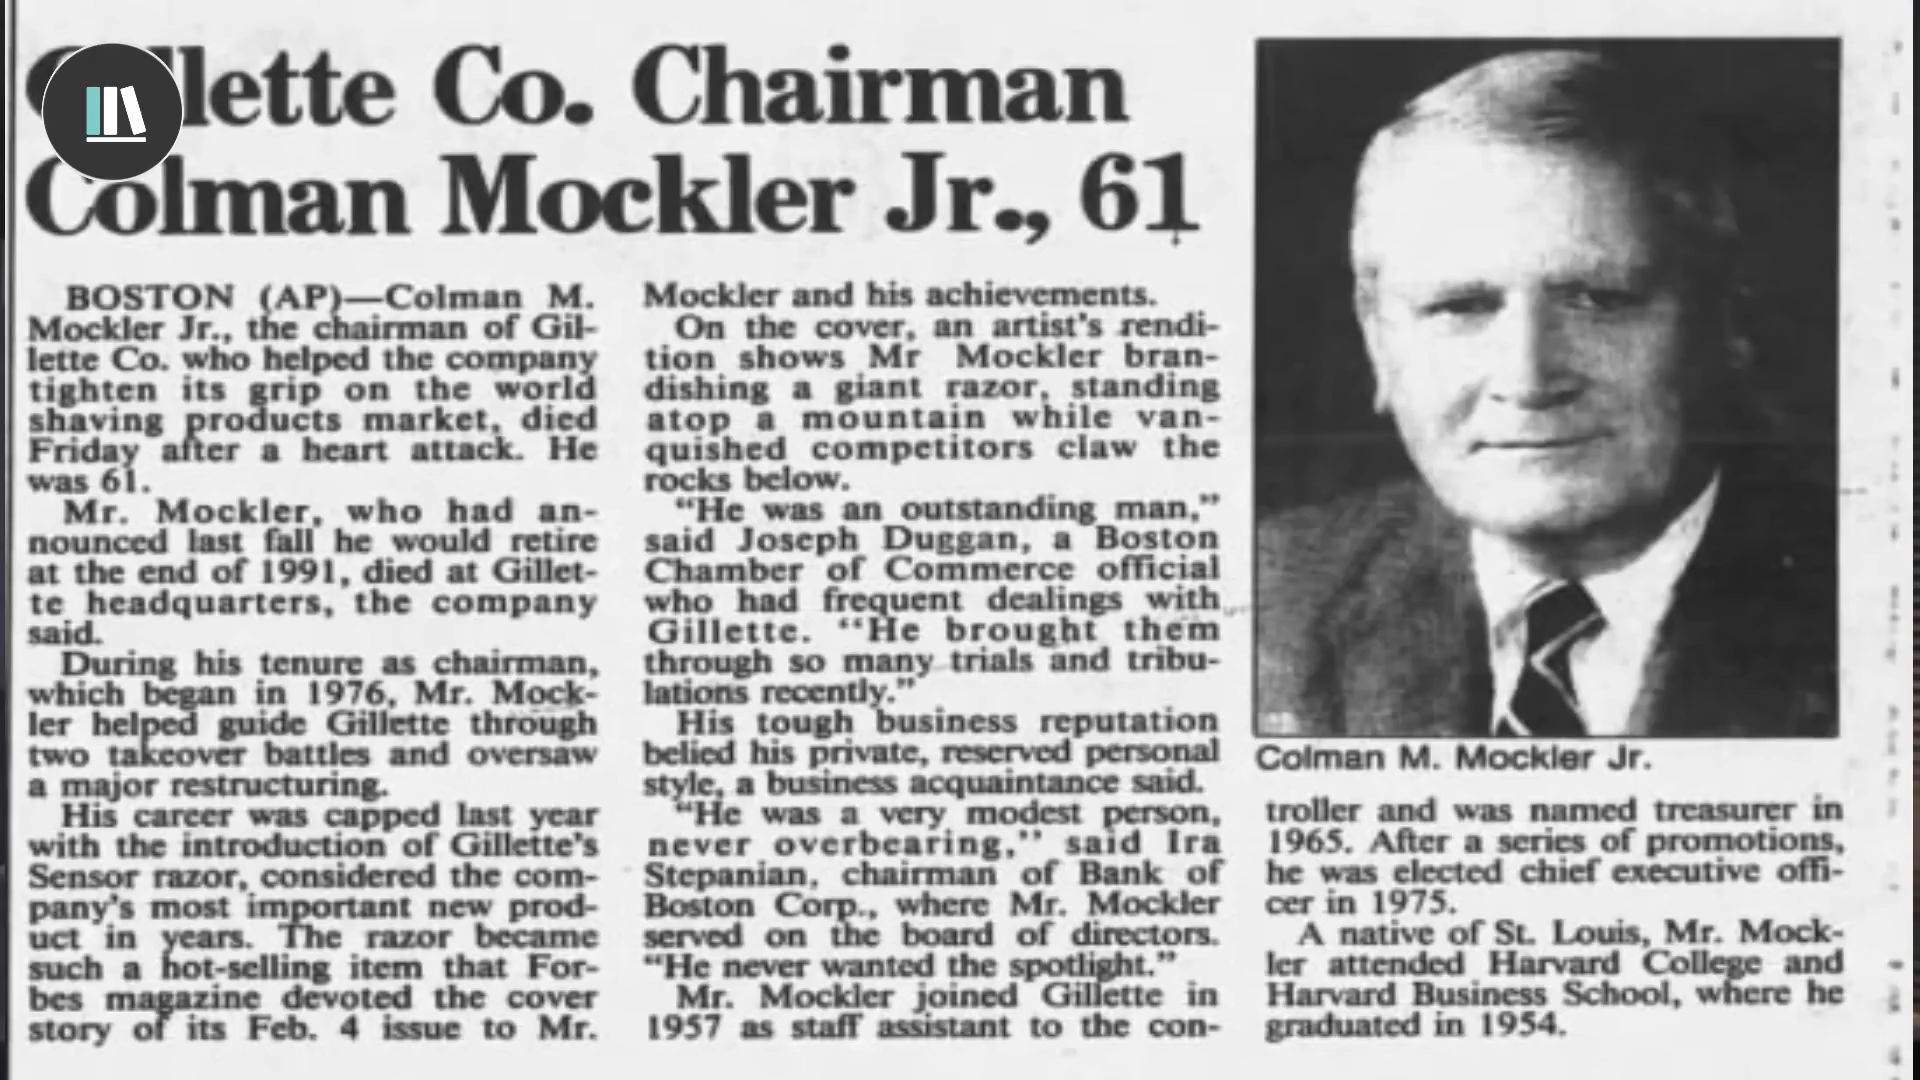 Gillette Co. Chairman
Colman Mockler Jr., 61
BOSTON (AP)—Colman M.
Mockler Jr., the chairman of Gil-
lette Co. who helped the company
tighten its grip on the world
shaving products market, died
Friday after a heart attack. He
was 61.
Mr. Mockler, who had an-
nounced last fall he would retire
at the end of 1991, died at Gillet-
te headquarters, the company
said.
During his tenure as chairman,
which began in 1976, Mr. Mock-
ler helped guide Gillette through
two takeover battles and oversaw
a major restructuring.
His career was capped last year
with the introduction of Gillette's
Sensor razor, considered the com-
pany's most important new prod-
uct in years. The razor became
such a hot-selling item that For-
bes magazine devoted the cover
story of its Feb. 4 issue to Mr.
Mockler and his achievements.
On the cover, an artist's rendi-
tion shows Mr Mockler bran-
dishing a giant razor, standing
atop a mountain while van-
quished competitors claw the
rocks below.
“He was an outstanding man,”
said Joseph Duggan, a Boston
Chamber of Commerce official
who had frequent dealings with
Gillette. “He brought them
through so many trials and tribu-
lations recently.”
His tough business reputation
belied his private, reserved personal
style, a business acquaintance said.
“He was a very modest person,
never overbearing,” said Ira
Stepanian, chairman of Bank of
Boston Corp., where Mr. Mockler
served on the board of directors.
“He never wanted the spotlight.”
Mr. Mockler joined Gillette in
1957 as staff assistant to the con-
Colman M. Mockler Jr.
troller and was named treasurer in
1965. After a series of promotions,
he was elected chief executive offi-
cer in 1975.
A native of St. Louis, Mr. Mock-
ler attended Harvard College and
Harvard Business School, where he
graduated in 1954.